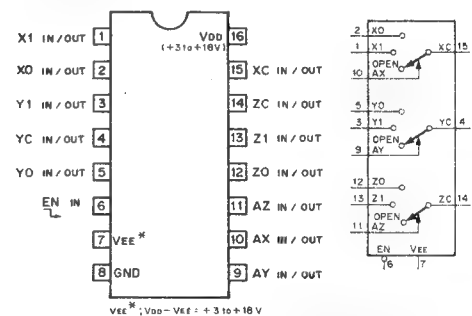 X1 IN/OUT 1
X0 IN/OUT 2
Y1 IN/OUT 3
YC IN/OUT 4
Y0 IN/OUT 5
EN IN 6
7 VEE*
8 GND
VDD 16
(+3 to +18V)
15 XC IN/OUT
14 ZC IN/OUT
13 Z1 IN/OUT
12 Z0 IN/OUT
11 AZ IN/OUT
10 AX IN/OUT
9 AY IN/OUT
VEE*; VDD-VEE = +3 to +18 V
2 X0
1 X1 XC 15
OPEN
10 AX
5 Y0
3 Y1 YC 4
OPEN
9 AY
12 Z0
13 Z1 ZC 14
OPEN
11 AZ
EN VEE
6 7